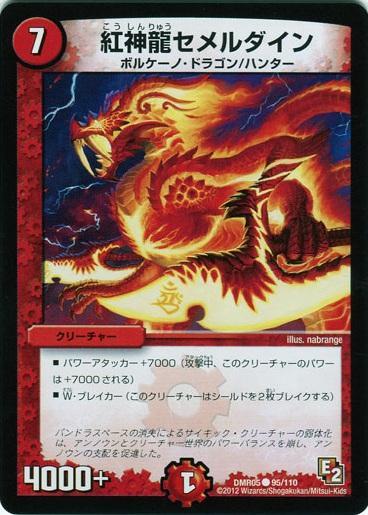 7
こうしんりゅう
紅神龍セメルダイン
ボルケーノ・ドラゴン/ハンター
illus. nabrange
クリーチャー
■ パワーアタッカー+7000 (攻撃中、このクリーチャーのパワー
は+7000される)
■ W・ブレイカー (このクリーチャーはシールドを2枚ブレイクする)
パンドラスペースの消失によるサイキック・クリーチャーの弱体化
は、アンノウンとクリーチャー世界のパワーバランスを崩し、アンノ
ウンの支配を促進した。
4000+
1
E2
DMR05 ● 95/110
©2012 Wizards/Shogakukan/Mitsui-Kids